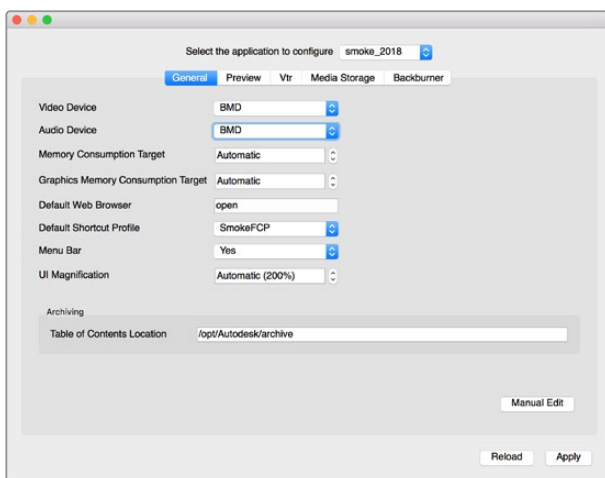 Select the application to configure smoke_2018
General Preview Vtr Media Storage Backburner
Video Device BMD
Audio Device BMD
Memory Consumption Target Automatic
Graphics Memory Consumption Target Automatic
Default Web Browser open
Default Shortcut Profile SmokeFCP
Menu Bar Yes
UI Magnification Automatic (200%)
Archiving
Table of Contents Location /opt/Autodesk/archive
Manual Edit
Reload Apply